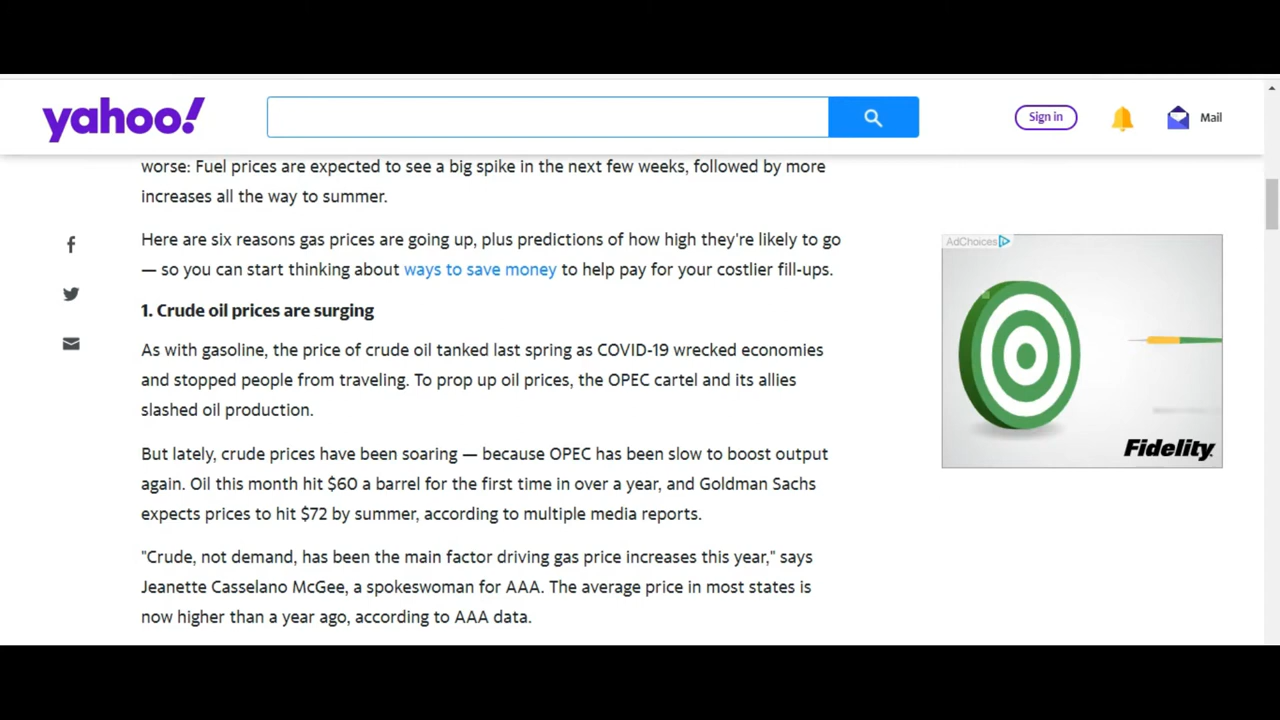 yahoo!
Sign in
Mail
worse: Fuel prices are expected to see a big spike in the next few weeks, followed by more
increases all the way to summer.
Here are six reasons gas prices are going up, plus predictions of how high they're likely to go
— so you can start thinking about ways to save money to help pay for your costlier fill-ups.
1. Crude oil prices are surging
As with gasoline, the price of crude oil tanked last spring as COVID-19 wrecked economies
and stopped people from traveling. To prop up oil prices, the OPEC cartel and its allies
slashed oil production.
But lately, crude prices have been soaring — because OPEC has been slow to boost output
again. Oil this month hit $60 a barrel for the first time in over a year, and Goldman Sachs
expects prices to hit $72 by summer, according to multiple media reports.
"Crude, not demand, has been the main factor driving gas price increases this year," says
Jeanette Casselano McGee, a spokeswoman for AAA. The average price in most states is
now higher than a year ago, according to AAA data.
AdChoices
Fidelity